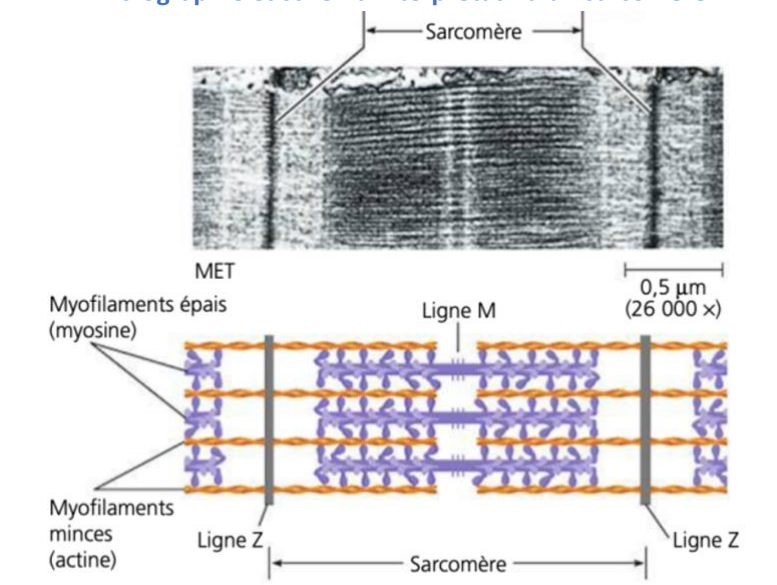 Sarcomère
MET
0,5 µm
(26 000 ×)
Myofilaments épais
(myosine)
Ligne M
Myofilaments
minces
(actine)
Ligne Z
Ligne Z
Sarcomère